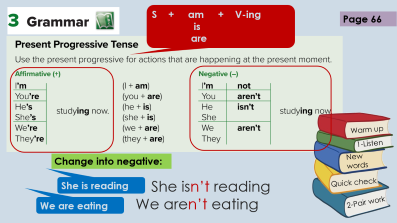 3 Grammar
S + am + V-ing
is
are
Page 66
Present Progressive Tense
Use the present progressive for actions that are happening at the present moment.
Affirmative (+)
I'm (I + am)
You're (you + are)
He's (he + is)
studying now.
She's (she + is)
We're (we + are)
They're (they + are)
Negative (–)
I'm not
You aren't
He isn't
studying now.
She
We aren't
They
Change into negative:
She is reading
She isn't reading
We are eating
We aren't eating
Warm up
1-Listen
New
words
Quick check
2-Pair work